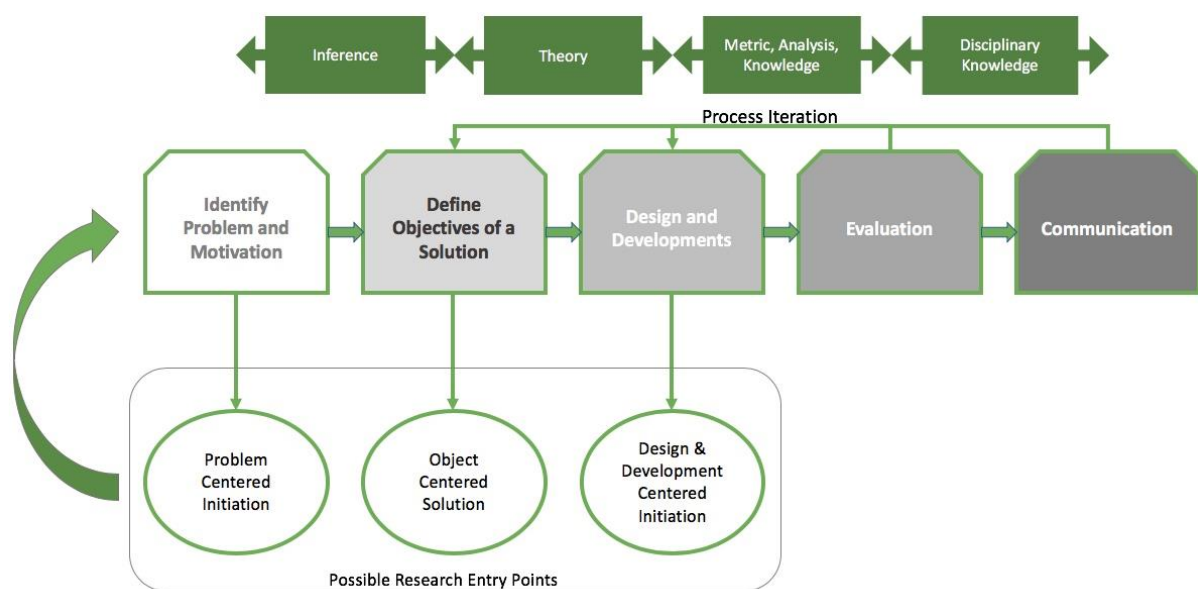 Inference
Theory
Metric, Analysis,
Knowledge
Disciplinary
Knowledge
Process Iteration
Identify
Problem and
Motivation
Define
Objectives of a
Solution
Design and
Developments
Evaluation
Communication
Problem
Centered
Initiation
Object
Centered
Solution
Design &
Development
Centered
Initiation
Possible Research Entry Points